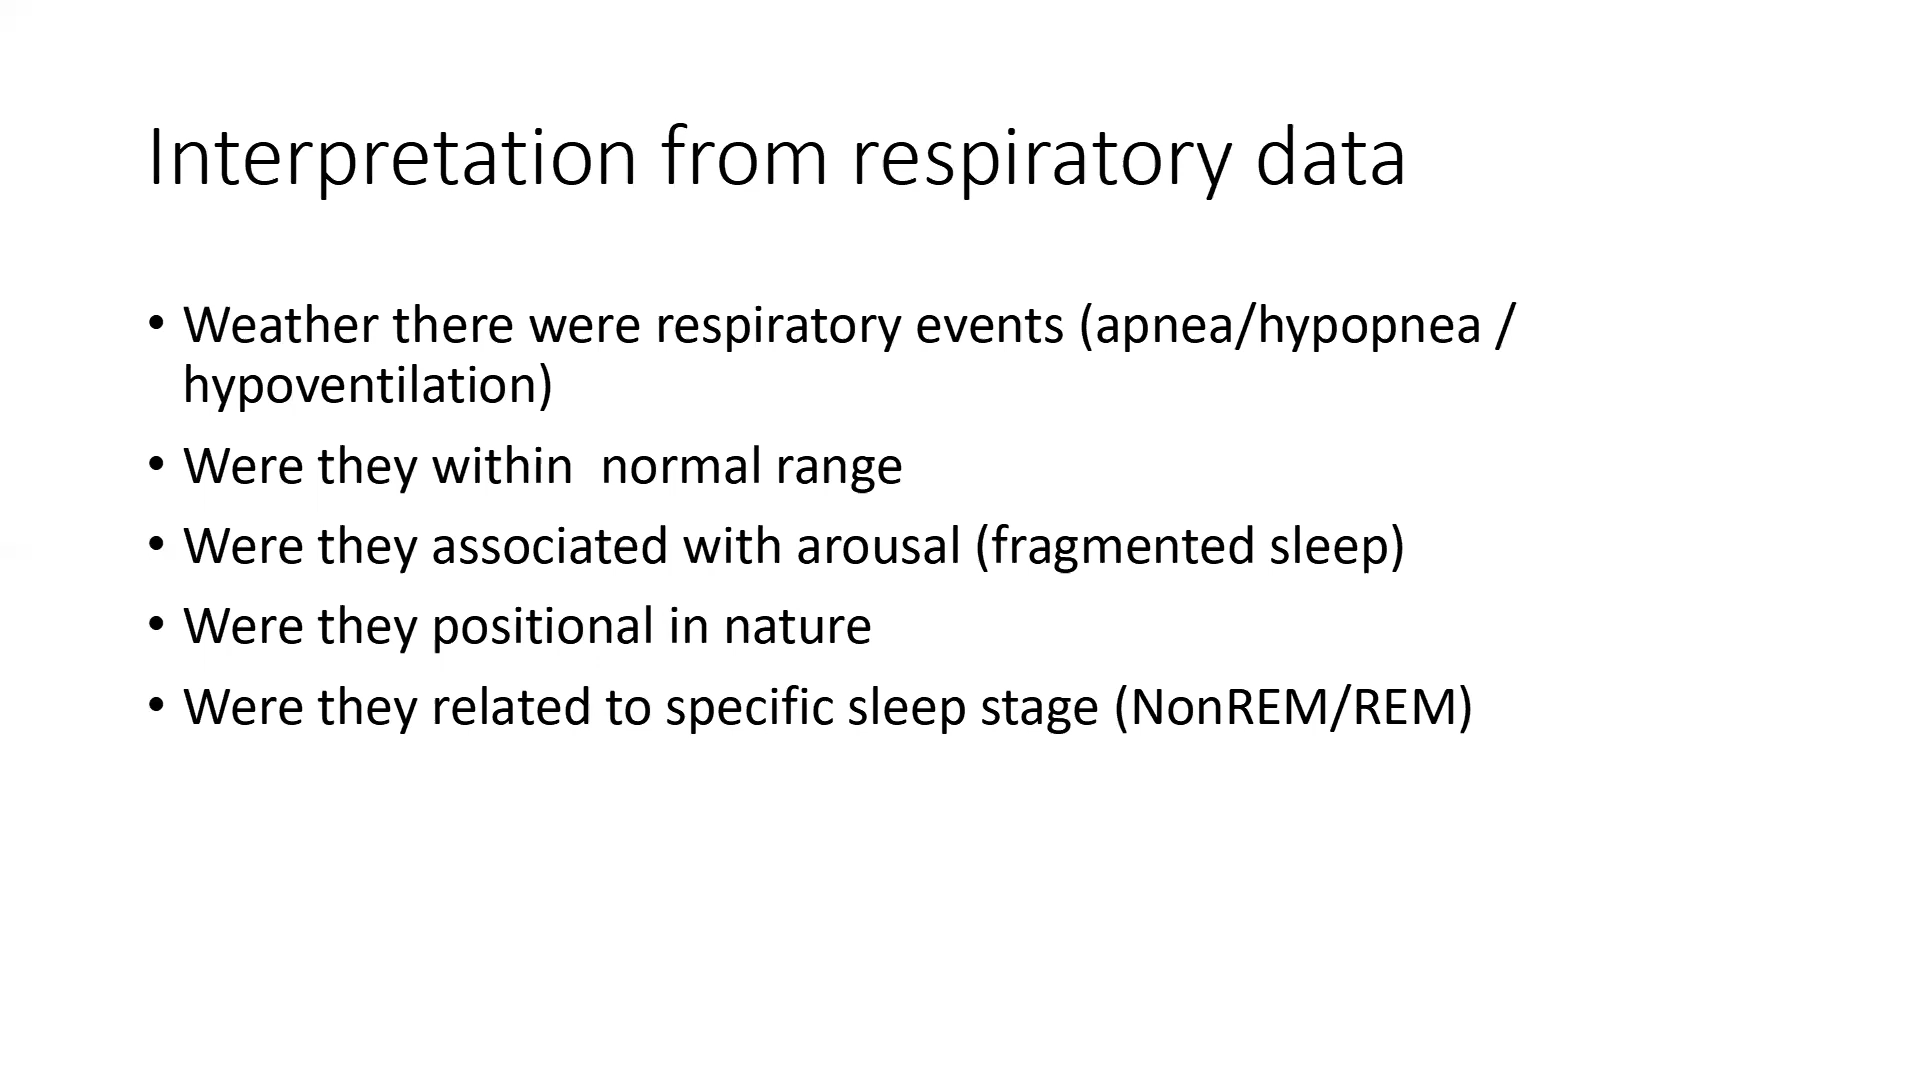 Interpretation from respiratory data
• Weather there were respiratory events (apnea/hypopnea /
hypoventilation)
• Were they within  normal range
• Were they associated with arousal (fragmented sleep)
• Were they positional in nature
• Were they related to specific sleep stage (NonREM/REM)